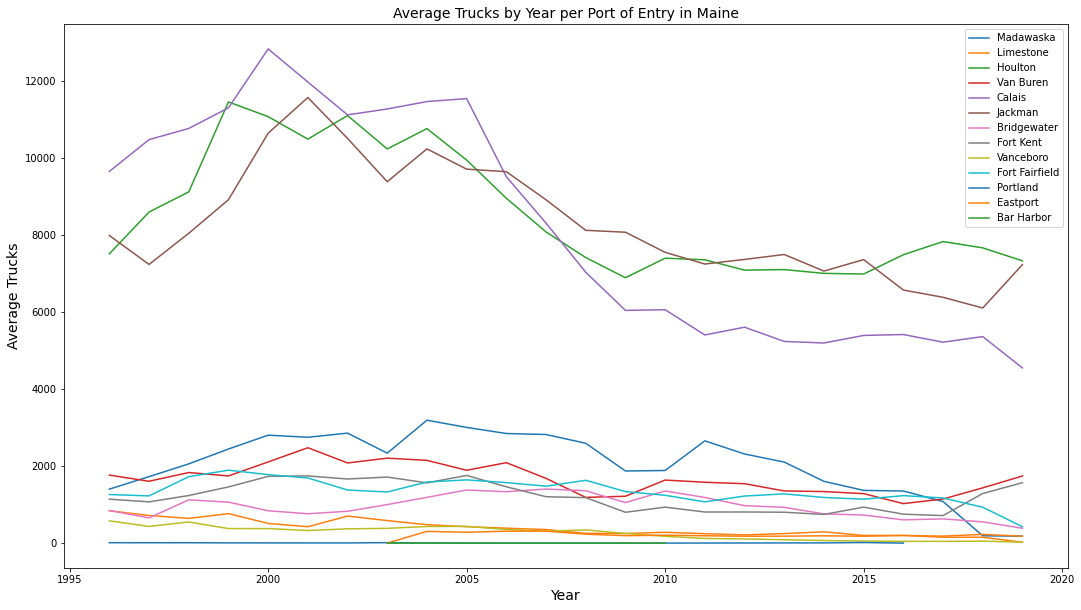 Average Trucks by Year per Port of Entry in Maine
Average Trucks
12000
10000
8000
6000
4000
2000
0
Madawaska
Limestone
Houlton
Van Buren
Calais
Jackman
Bridgewater
Fort Kent
Vanceboro
Fort Fairfield
Portland
Eastport
Bar Harbor
1995
2000
2005
2010
2015
2020
Year